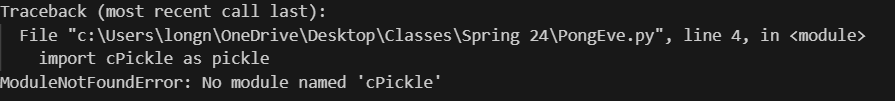 Traceback (most recent call last):
  File "c:\Users\longn\OneDrive\Desktop\Classes\Spring 24\PongEve.py", line 4, in <module>
    import cPickle as pickle
ModuleNotFoundError: No module named 'cPickle'